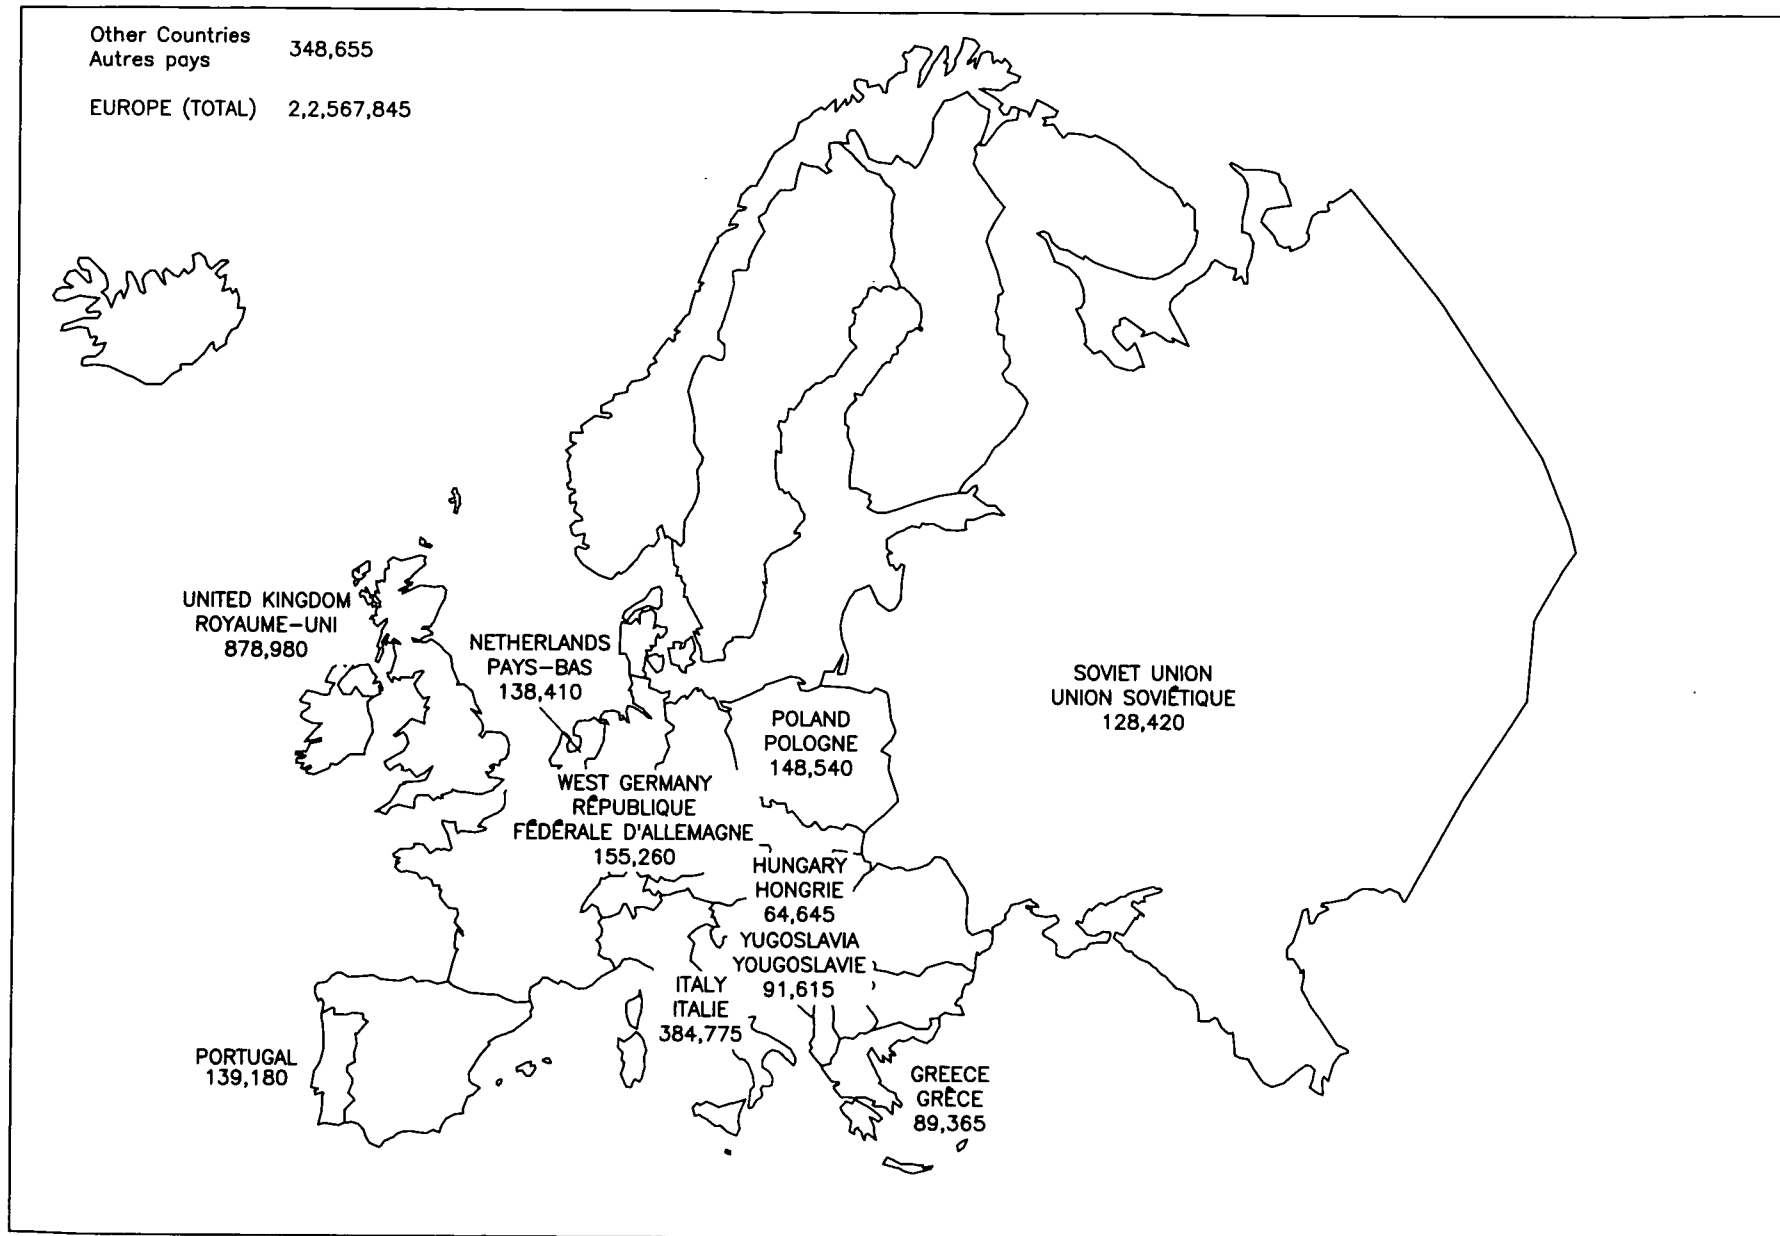 Other Countries
Autres pays 348,655
EUROPE (TOTAL) 2,2,567,845
UNITED KINGDOM
ROYAUME-UNI
878,980
NETHERLANDS
PAYS-BAS
138,410
SOVIET UNION
UNION SOVIÉTIQUE
128,420
POLAND
POLOGNE
148,540
WEST GERMANY
RÉPUBLIQUE
FÉDÉRALE D'ALLEMAGNE
155,260
HUNGARY
HONGRIE
64,645
YUGOSLAVIA
YOUGOSLAVIE
91,615
ITALY
ITALIE
384,775
PORTUGAL
139,180
GREECE
GRÈCE
89,365